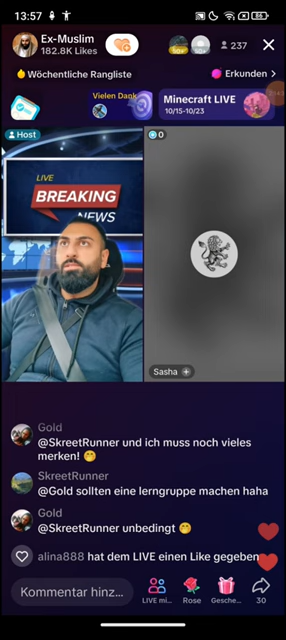 13:57
86
Ex-Muslim
182.8K Likes
237
Wöchentliche Rangliste
Erkunden >
Vielen Dank
Minecraft LIVE
10/15-10/23
Host
0
LIVE
BREAKING
NEWS
Sasha +
Gold
@SkreetRunner und ich muss noch vieles
merken! 🤭
SkreetRunner
@Gold sollten eine lerngruppe machen haha
Gold
@SkreetRunner unbedingt 🤭
alina888 hat dem LIVE einen Like gegeben
Kommentar hinz...
LIVE mi...
Rose
Gesche...
30